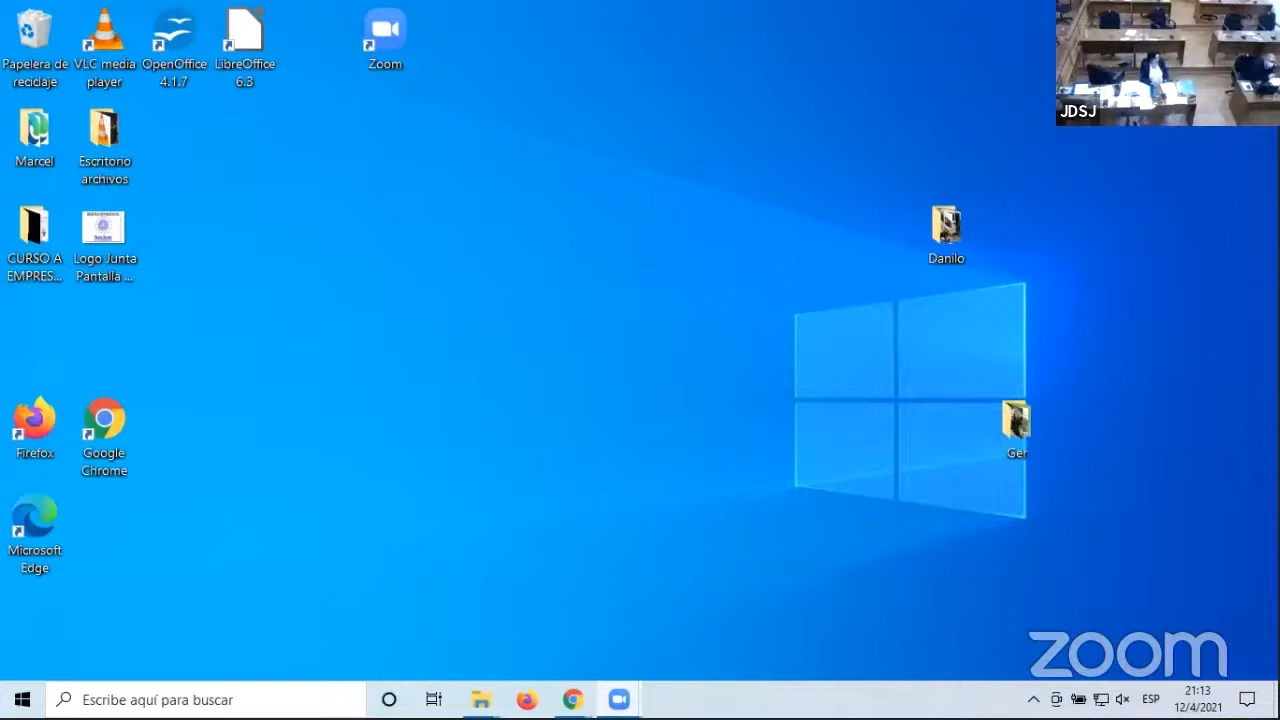 Papelera de
reciclaje
VLC media
player
OpenOffice
4.1.7
LibreOffice
6.3
Zoom
JDSJ
Marcel
Escritorio
archivos
CURSO A
EMPRES...
Logo Junta
Pantalla ...
Danilo
Firefox
Google
Chrome
Ger
Microsoft
Edge
zoom
Escribe aquí para buscar
ESP
21:13
12/4/2021